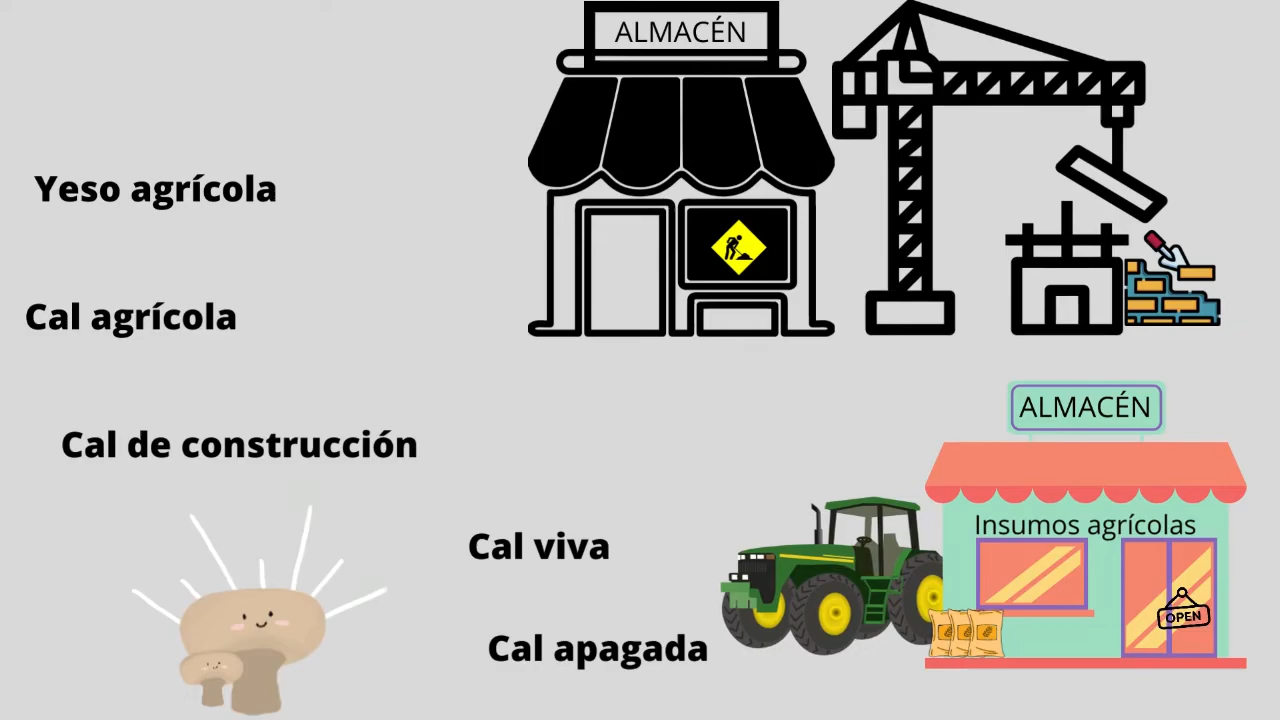 ALMACÉN
Yeso agrícola
Cal agrícola
Cal de construcción
ALMACÉN
Insumos agrícolas
Cal viva
OPEN
Cal apagada